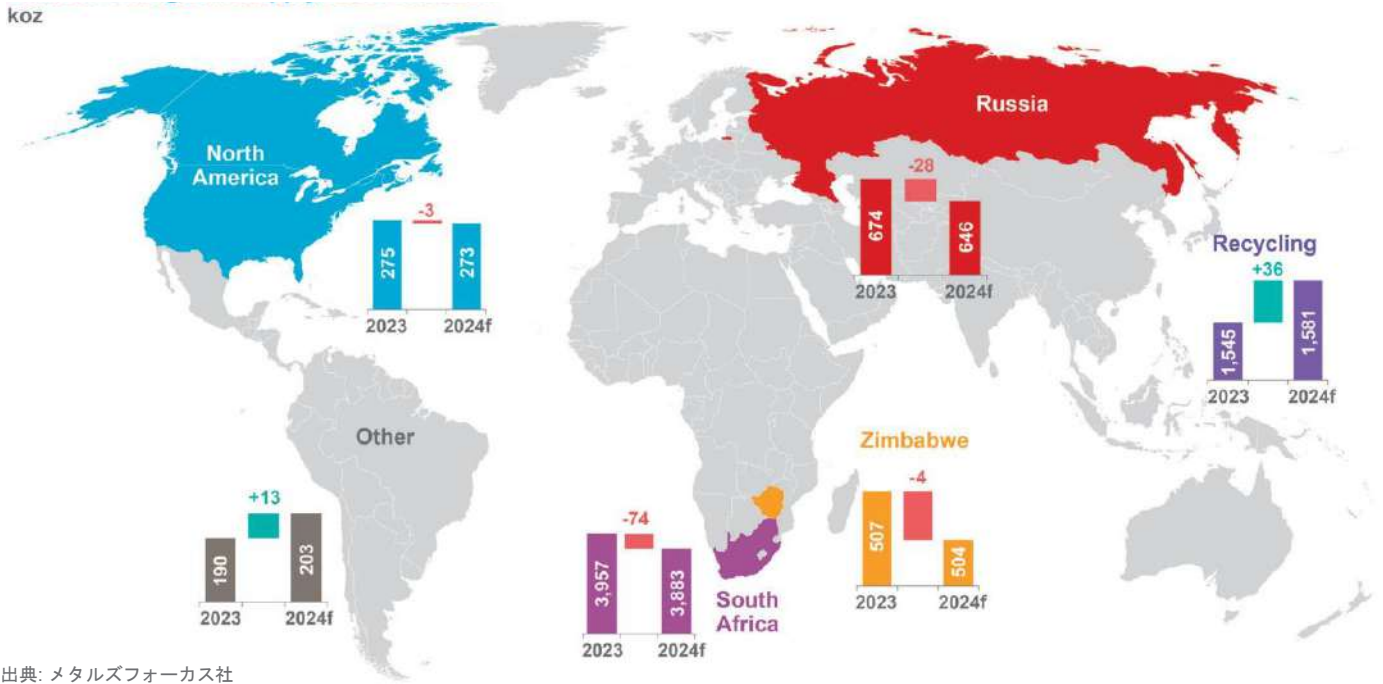 koz
North
America
-3
275
273
2023
2024f
Russia
-28
674
646
2023
2024f
Recycling
+36
1,545
1,581
2023
2024f
Other
+13
190
203
2023
2024f
-74
3,957
3,883
2023
2024f
South
Africa
Zimbabwe
-4
507
504
2023
2024f
出典: メタルズフォーカス社